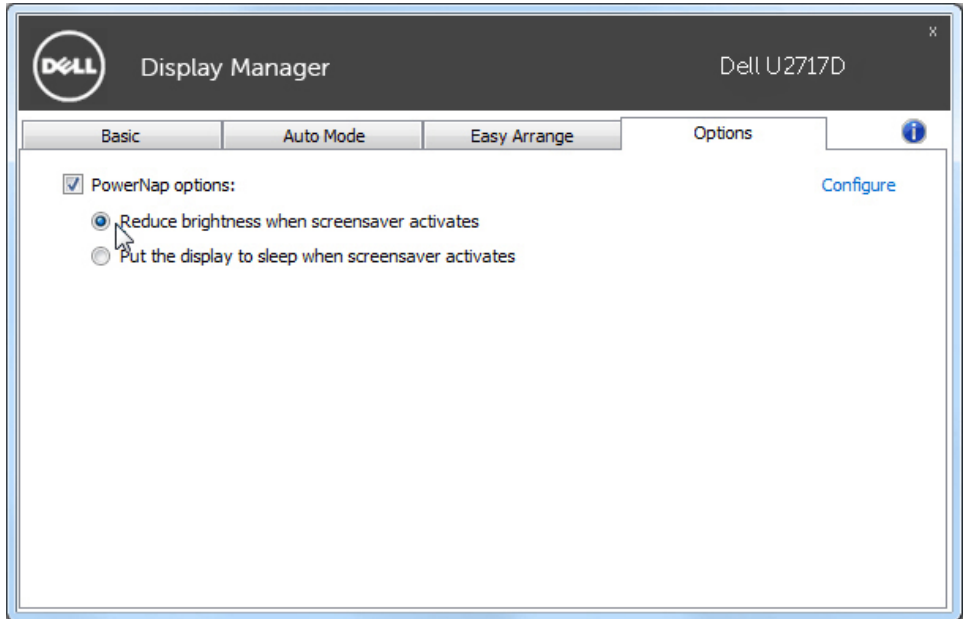 x
DELL Display Manager Dell U2717D
Basic Auto Mode Easy Arrange Options i
PowerNap options: Configure
Reduce brightness when screensaver activates
Put the display to sleep when screensaver activates